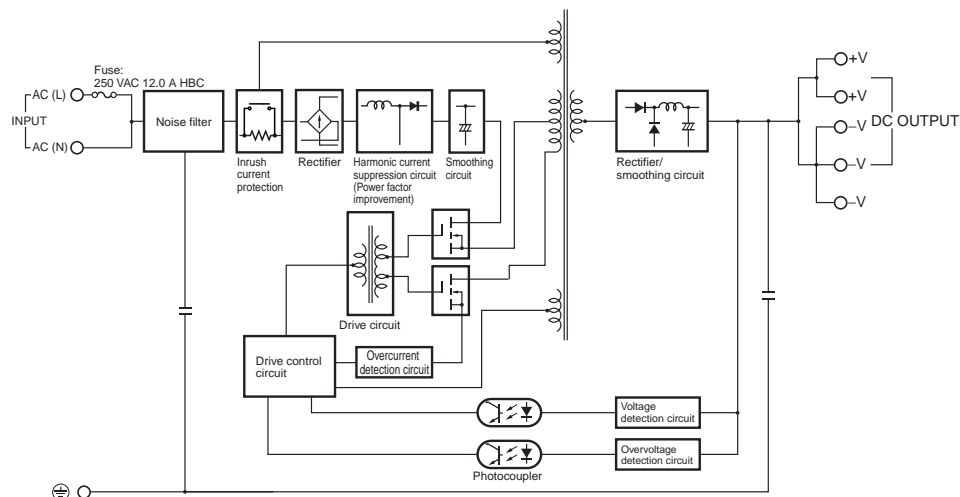 Fuse:
250 VAC 12.0 A HBC
AC (L)
INPUT
AC (N)
Noise filter
Inrush
current
protection
Rectifier
Harmonic current
suppression circuit
(Power factor
improvement)
Smoothing
circuit
Rectifier/
smoothing circuit
+V
+V
−V
−V
−V
DC OUTPUT
Drive circuit
Drive control
circuit
Overcurrent
detection circuit
Voltage
detection circuit
Overvoltage
detection circuit
Photocoupler